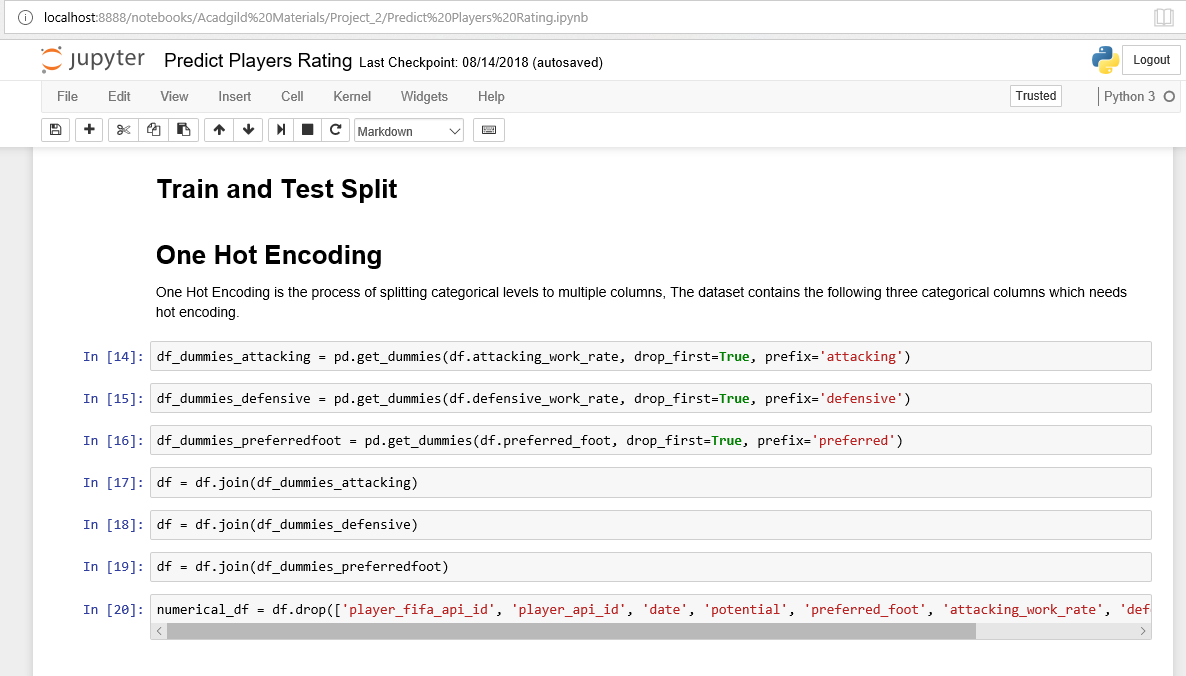 localhost:8888/notebooks/Acadgild%20Materials/Project_2/Predict%20Players%20Rating.ipynb
jupyter Predict Players Rating Last Checkpoint: 08/14/2018 (autosaved) Logout
File Edit View Insert Cell Kernel Widgets Help Trusted Python 3
Markdown
Train and Test Split
One Hot Encoding
One Hot Encoding is the process of splitting categorical levels to multiple columns, The dataset contains the following three categorical columns which needs
hot encoding.
In [14]: df_dummies_attacking = pd.get_dummies(df.attacking_work_rate, drop_first=True, prefix='attacking')
In [15]: df_dummies_defensive = pd.get_dummies(df.defensive_work_rate, drop_first=True, prefix='defensive')
In [16]: df_dummies_preferredfoot = pd.get_dummies(df.preferred_foot, drop_first=True, prefix='preferred')
In [17]: df = df.join(df_dummies_attacking)
In [18]: df = df.join(df_dummies_defensive)
In [19]: df = df.join(df_dummies_preferredfoot)
In [20]: numerical_df = df.drop(['player_fifa_api_id', 'player_api_id', 'date', 'potential', 'preferred_foot', 'attacking_work_rate', 'def